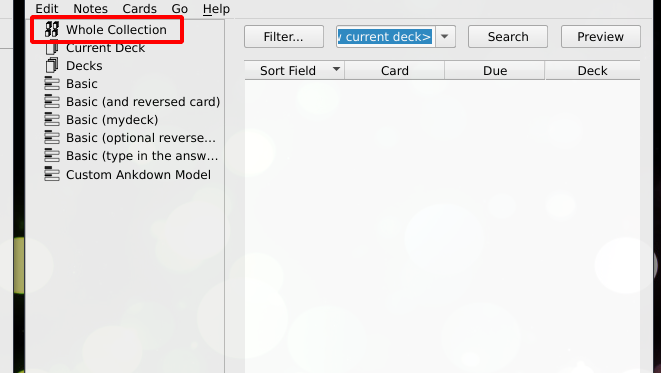 Edit Notes Cards Go Help
Whole Collection
Current Deck
Decks
Basic
Basic (and reversed card)
Basic (mydeck)
Basic (optional reverse...
Basic (type in the answ...
Custom Ankdown Model
Filter... current deck> Search Preview
Sort Field Card Due Deck